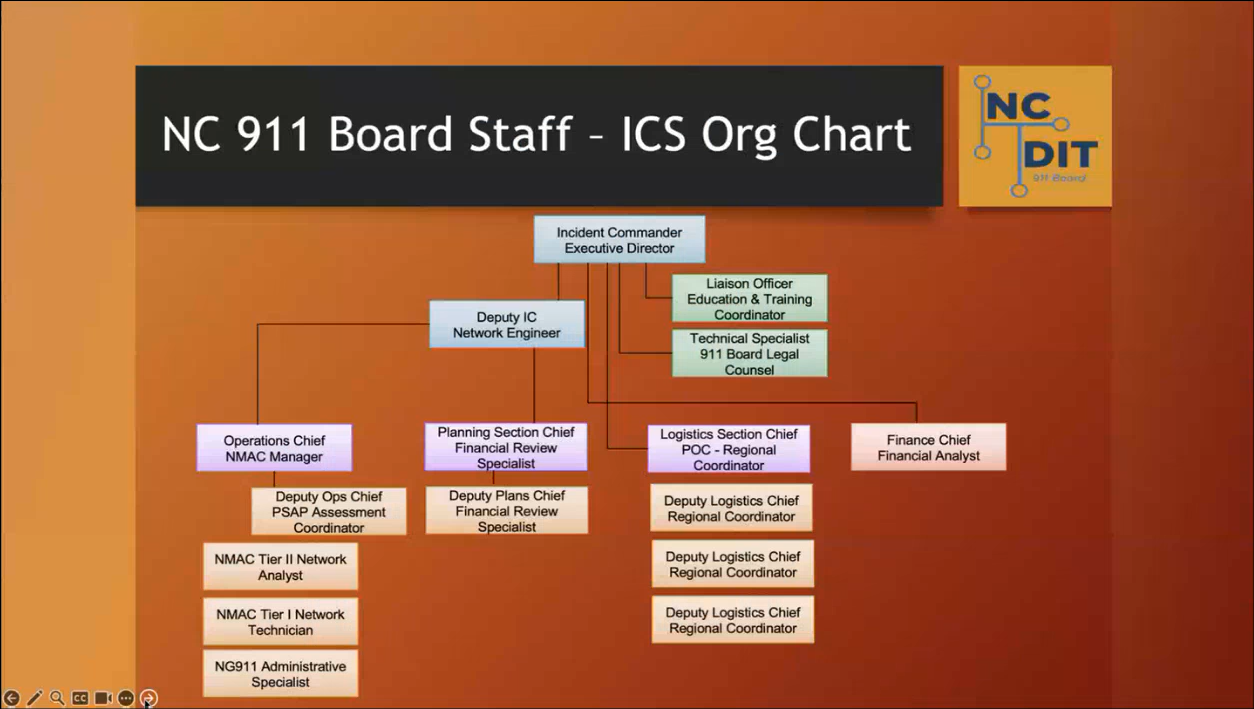 NC 911 Board Staff – ICS Org Chart
NC
DIT
911 Board
Incident Commander
Executive Director
Liaison Officer
Education & Training
Coordinator
Deputy IC
Network Engineer
Technical Specialist
911 Board Legal
Counsel
Operations Chief
NMAC Manager
Planning Section Chief
Financial Review
Specialist
Logistics Section Chief
POC - Regional
Coordinator
Finance Chief
Financial Analyst
Deputy Ops Chief
PSAP Assessment
Coordinator
Deputy Plans Chief
Financial Review
Specialist
Deputy Logistics Chief
Regional Coordinator
NMAC Tier II Network
Analyst
Deputy Logistics Chief
Regional Coordinator
NMAC Tier I Network
Technician
Deputy Logistics Chief
Regional Coordinator
NG911 Administrative
Specialist
CC